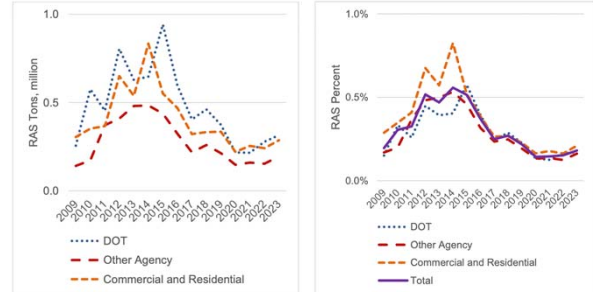 RAS Tons, million
1.0
0.5
0.0
2009 2010 2011 2012 2013 2014 2015 2016 2017 2018 2019 2020 2021 2022 2023
DOT
Other Agency
Commercial and Residential
RAS Percent
1.0%
0.5%
0.0%
2009 2010 2011 2012 2013 2014 2015 2016 2017 2018 2019 2020 2021 2022 2023
DOT
Other Agency
Commercial and Residential
Total